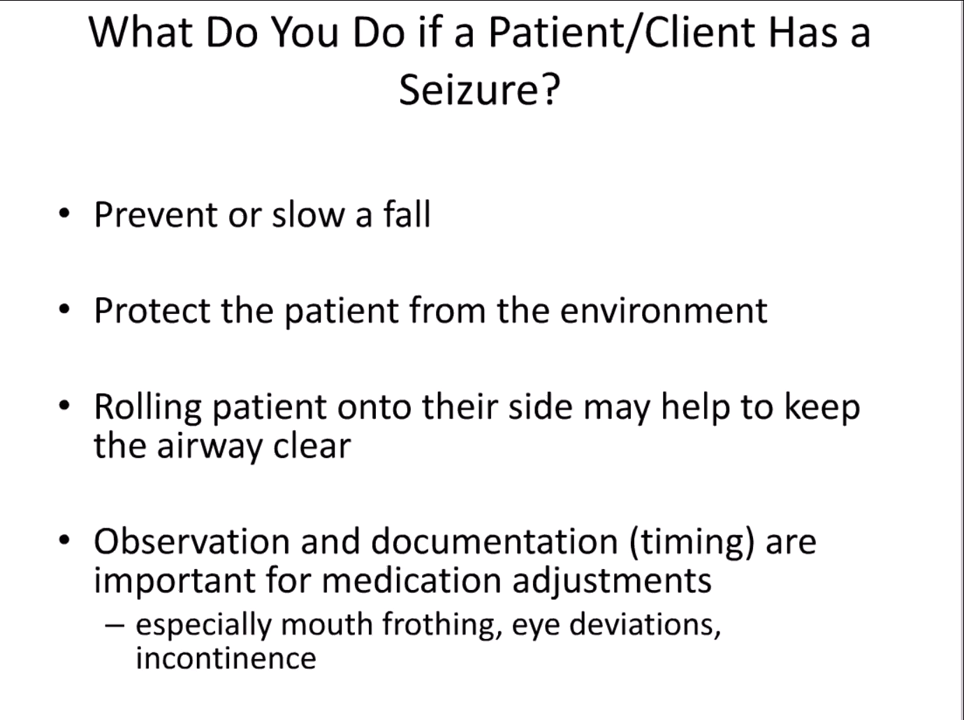 What Do You Do if a Patient/Client Has a
Seizure?
• Prevent or slow a fall
• Protect the patient from the environment
• Rolling patient onto their side may help to keep
the airway clear
• Observation and documentation (timing) are
important for medication adjustments
– especially mouth frothing, eye deviations,
incontinence